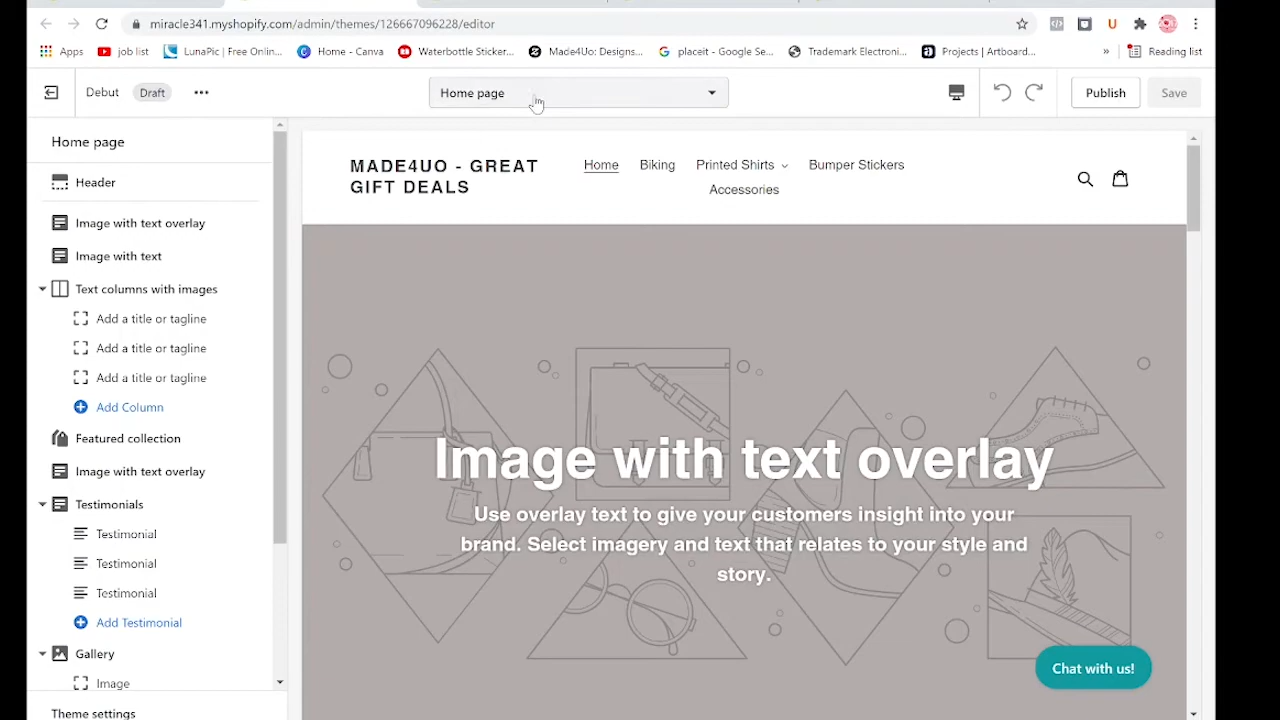 miracle341.myshopify.com/admin/themes/126667096228/editor
Apps
job list
LunaPic | Free Onlin...
Home - Canva
Waterbottle Sticker...
Made4Uo: Designs...
placeit - Google Se...
Trademark Electroni...
Projects | Artboard...
»
Reading list
Debut
Draft
Home page
Publish
Save
Home page
Header
Image with text overlay
Image with text
Text columns with images
Add a title or tagline
Add a title or tagline
Add a title or tagline
Add Column
Featured collection
Image with text overlay
Testimonials
Testimonial
Testimonial
Testimonial
Add Testimonial
Gallery
Image
Theme settings
MADE4UO - GREAT
GIFT DEALS
Home
Biking
Printed Shirts
Bumper Stickers
Accessories
Image with text overlay
Use overlay text to give your customers insight into your
brand. Select imagery and text that relates to your style and
story.
Chat with us!